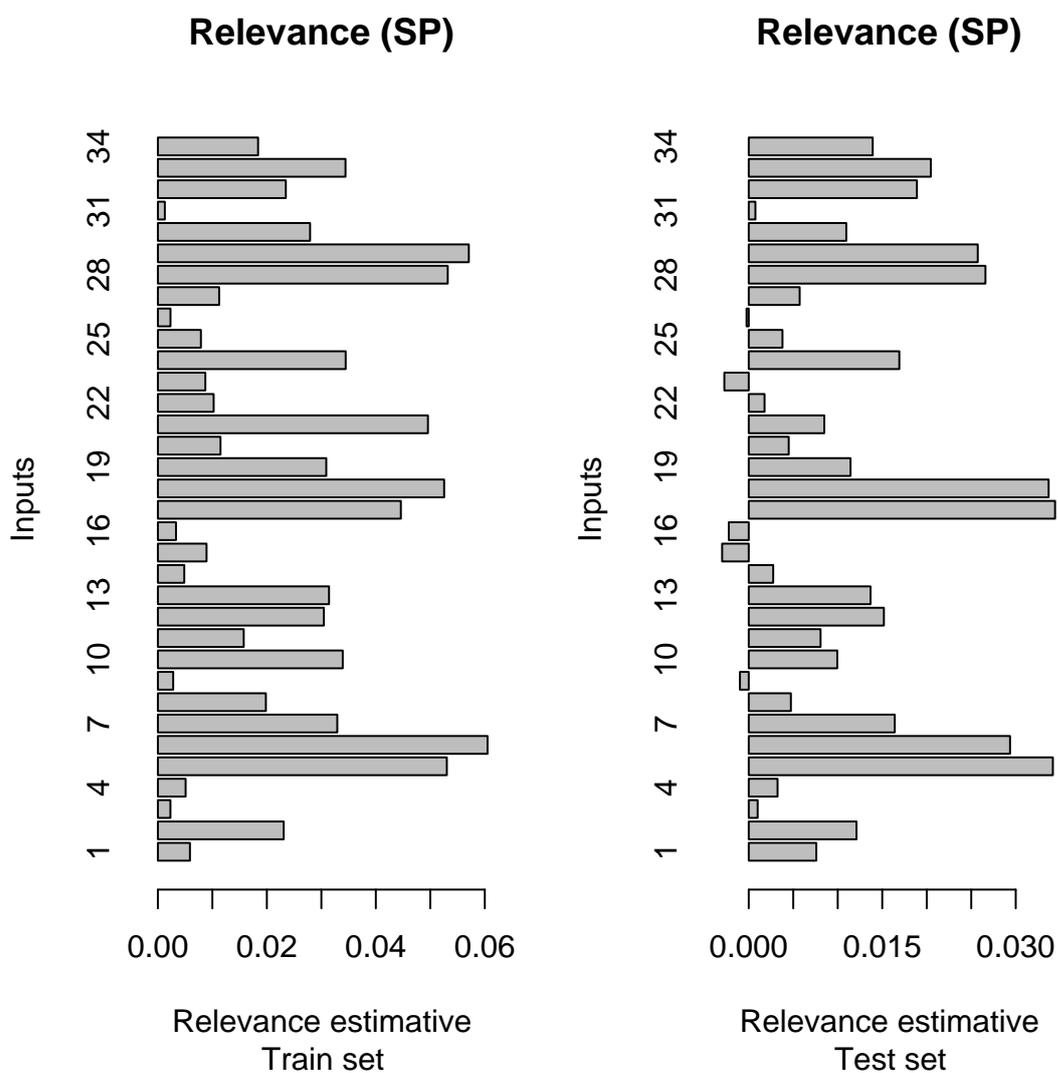 Relevance (SP)
34
31
28
25
22
19
16
13
10
7
4
1
Inputs
0.00 0.02 0.04 0.06
Relevance estimative
Train set
Relevance (SP)
34
31
28
25
22
19
16
13
10
7
4
1
Inputs
0.000 0.015 0.030
Relevance estimative
Test set